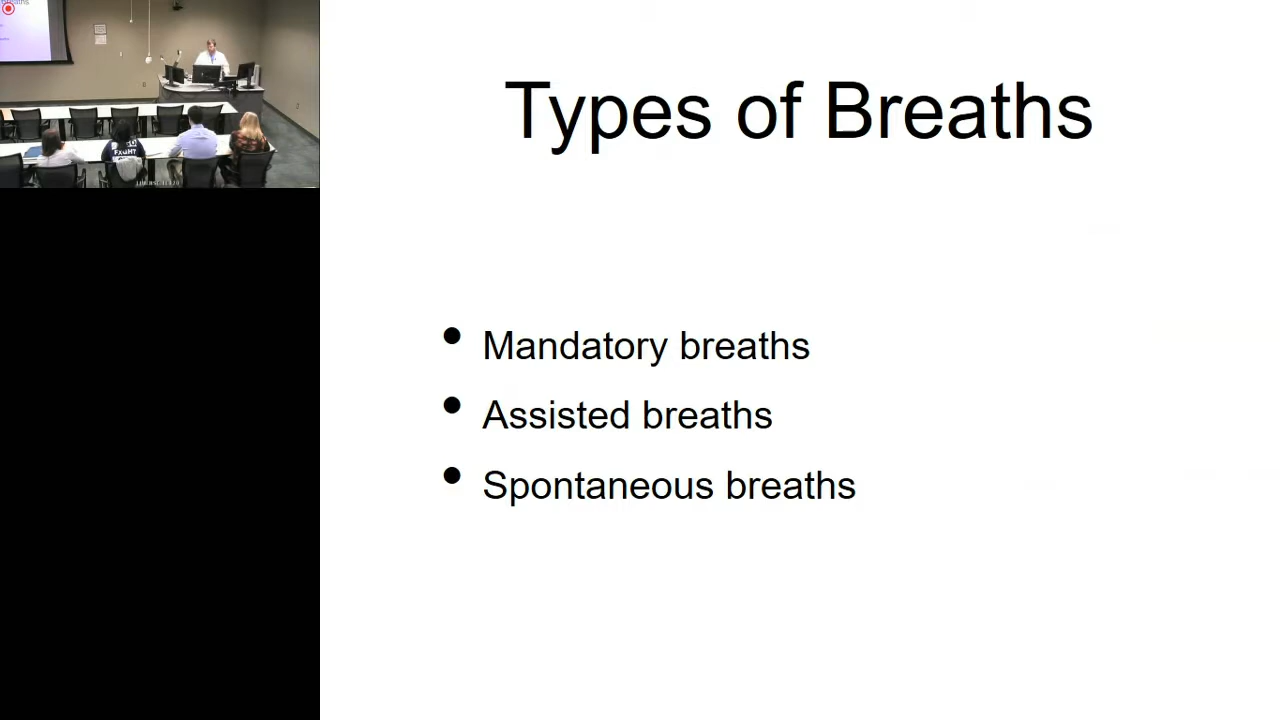 Types of Breaths
• Mandatory breaths
• Assisted breaths
• Spontaneous breaths